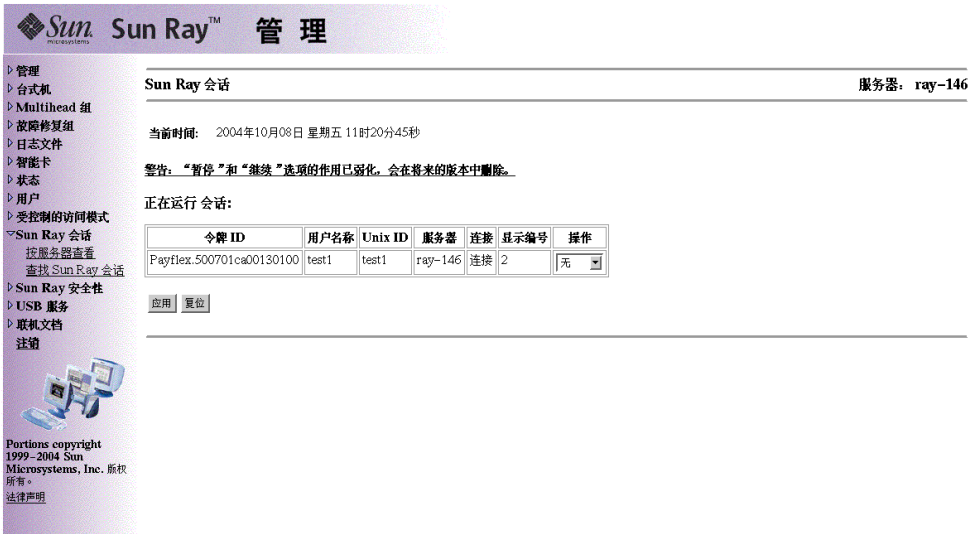 Sun microsystems Sun Ray™ 管 理
管理
台式机
Multihead 组
故障修复组
日志文件
智能卡
状态
用户
受控制的访问模式
Sun Ray 会话
按服务器查看
查找 Sun Ray 会话
Sun Ray 安全性
USB 服务
联机文档
注销
Portions copyright
1999-2004 Sun
Microsystems, Inc. 版权
所有。
法律声明
Sun Ray 会话 服务器： ray-146
当前时间: 2004年10月08日 星期五 11时20分45秒
警告：“暂停”和“继续”选项的作用已弱化，会在将来的版本中删除。
正在运行 会话:
令牌 ID 用户名称 Unix ID 服务器 连接 显示编号 操作
Payflex.500701ca00130100 test1 test1 ray-146 连接 2 无
应用 复位